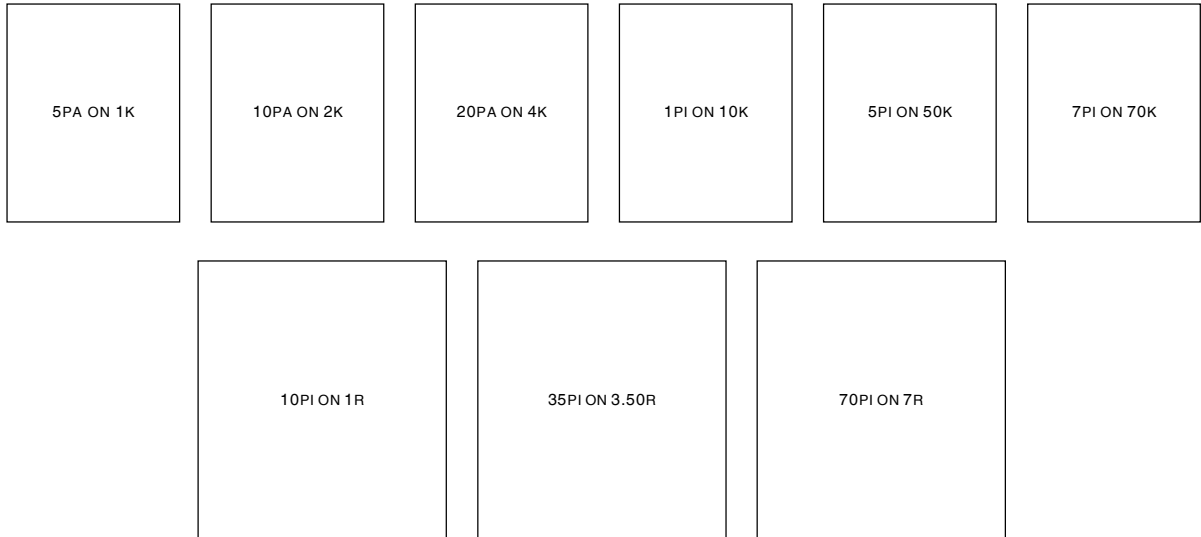 5PA ON 1K
10PA ON 2K
20PA ON 4K
1PI ON 10K
5PI ON 50K
7PI ON 70K
10PI ON 1R
35PI ON 3.50R
70PI ON 7R